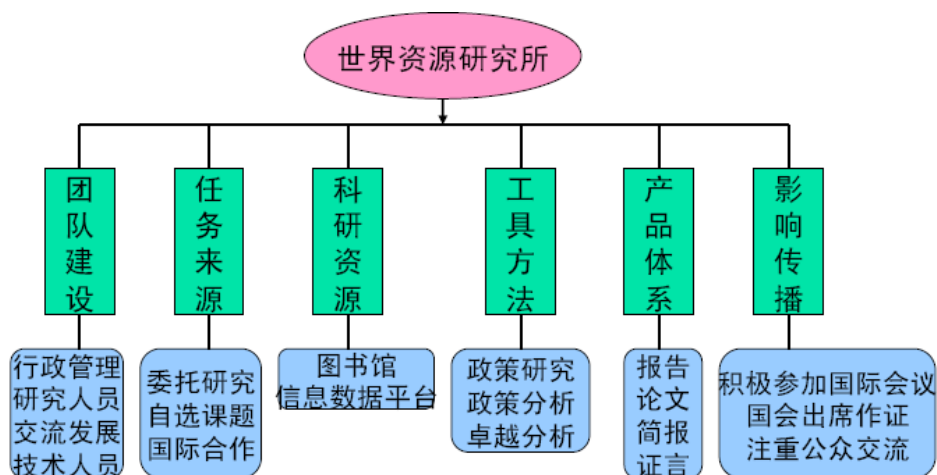 世界资源研究所
团队建设
任务来源
科研资源
工具方法
产品体系
影响传播
行政管理
研究人员
交流发展
技术人员
委托研究
自选课题
国际合作
图书馆
信息数据平台
政策研究
政策分析
卓越分析
报告
论文
简报
证言
积极参加国际会议
国会出席作证
注重公众交流